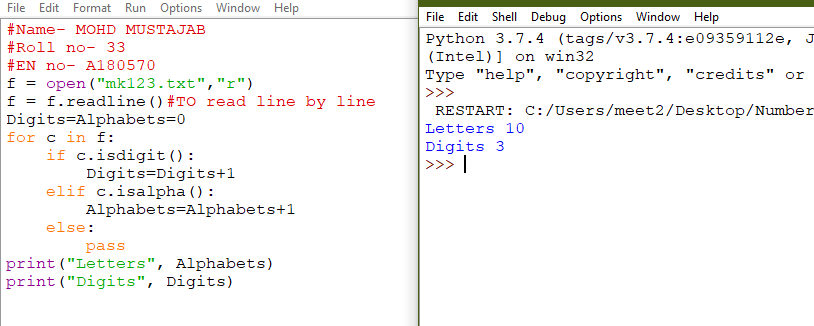 File Edit Format Run Options Window Help
#Name- MOHD MUSTAJAB
#Roll no- 33
#EN no- A180570
f = open("mk123.txt","r")
f = f.readline()#TO read line by line
Digits=Alphabets=0
for c in f:
    if c.isdigit():
        Digits=Digits+1
    elif c.isalpha():
        Alphabets=Alphabets+1
    else:
        pass
print("Letters", Alphabets)
print("Digits", Digits)
File Edit Shell Debug Options Window Help
Python 3.7.4 (tags/v3.7.4:e09359112e, J
(Intel)] on win32
Type "help", "copyright", "credits" or
>>>
 RESTART: C:/Users/meet2/Desktop/Number
Letters 10
Digits 3
>>>